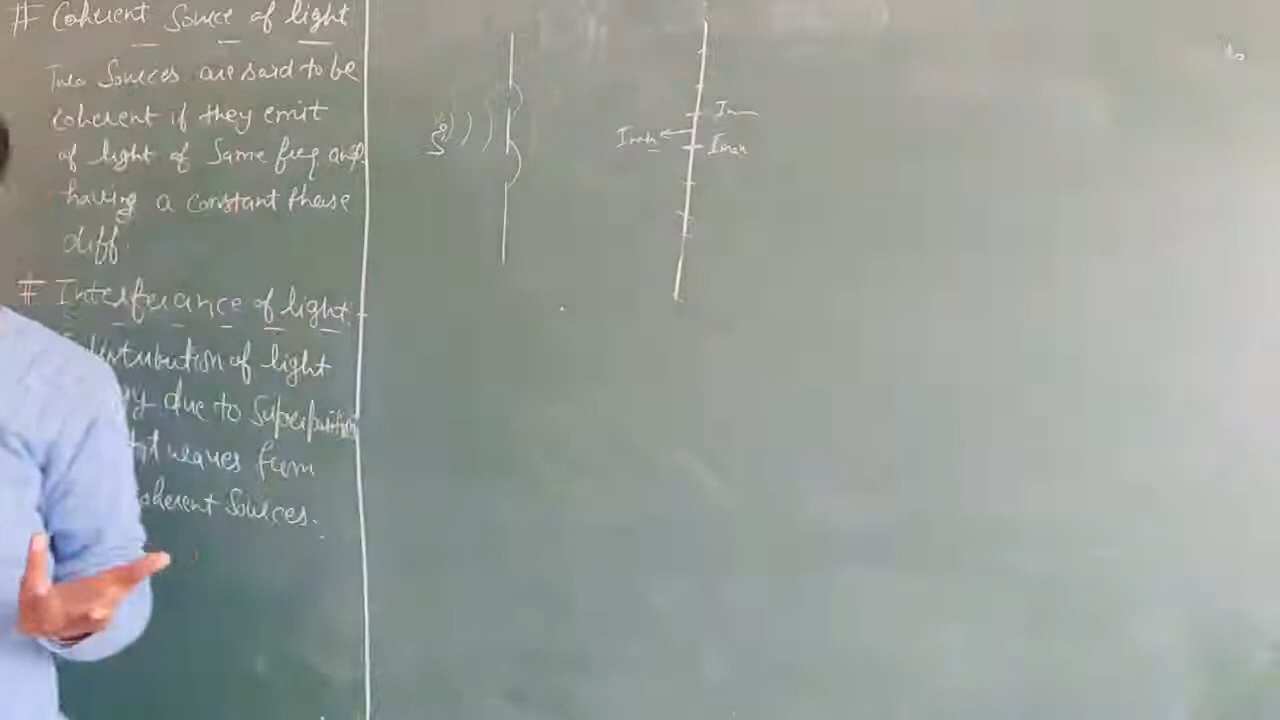 # Coherent Source of light
Two Sources are said to be
coherent if they emit
of light of Same freq and
having a constant phase
diff.
# Interferance of light.
distribution of light
due to Superposition
waves from
oherent Sources.
S
Imax
Imax